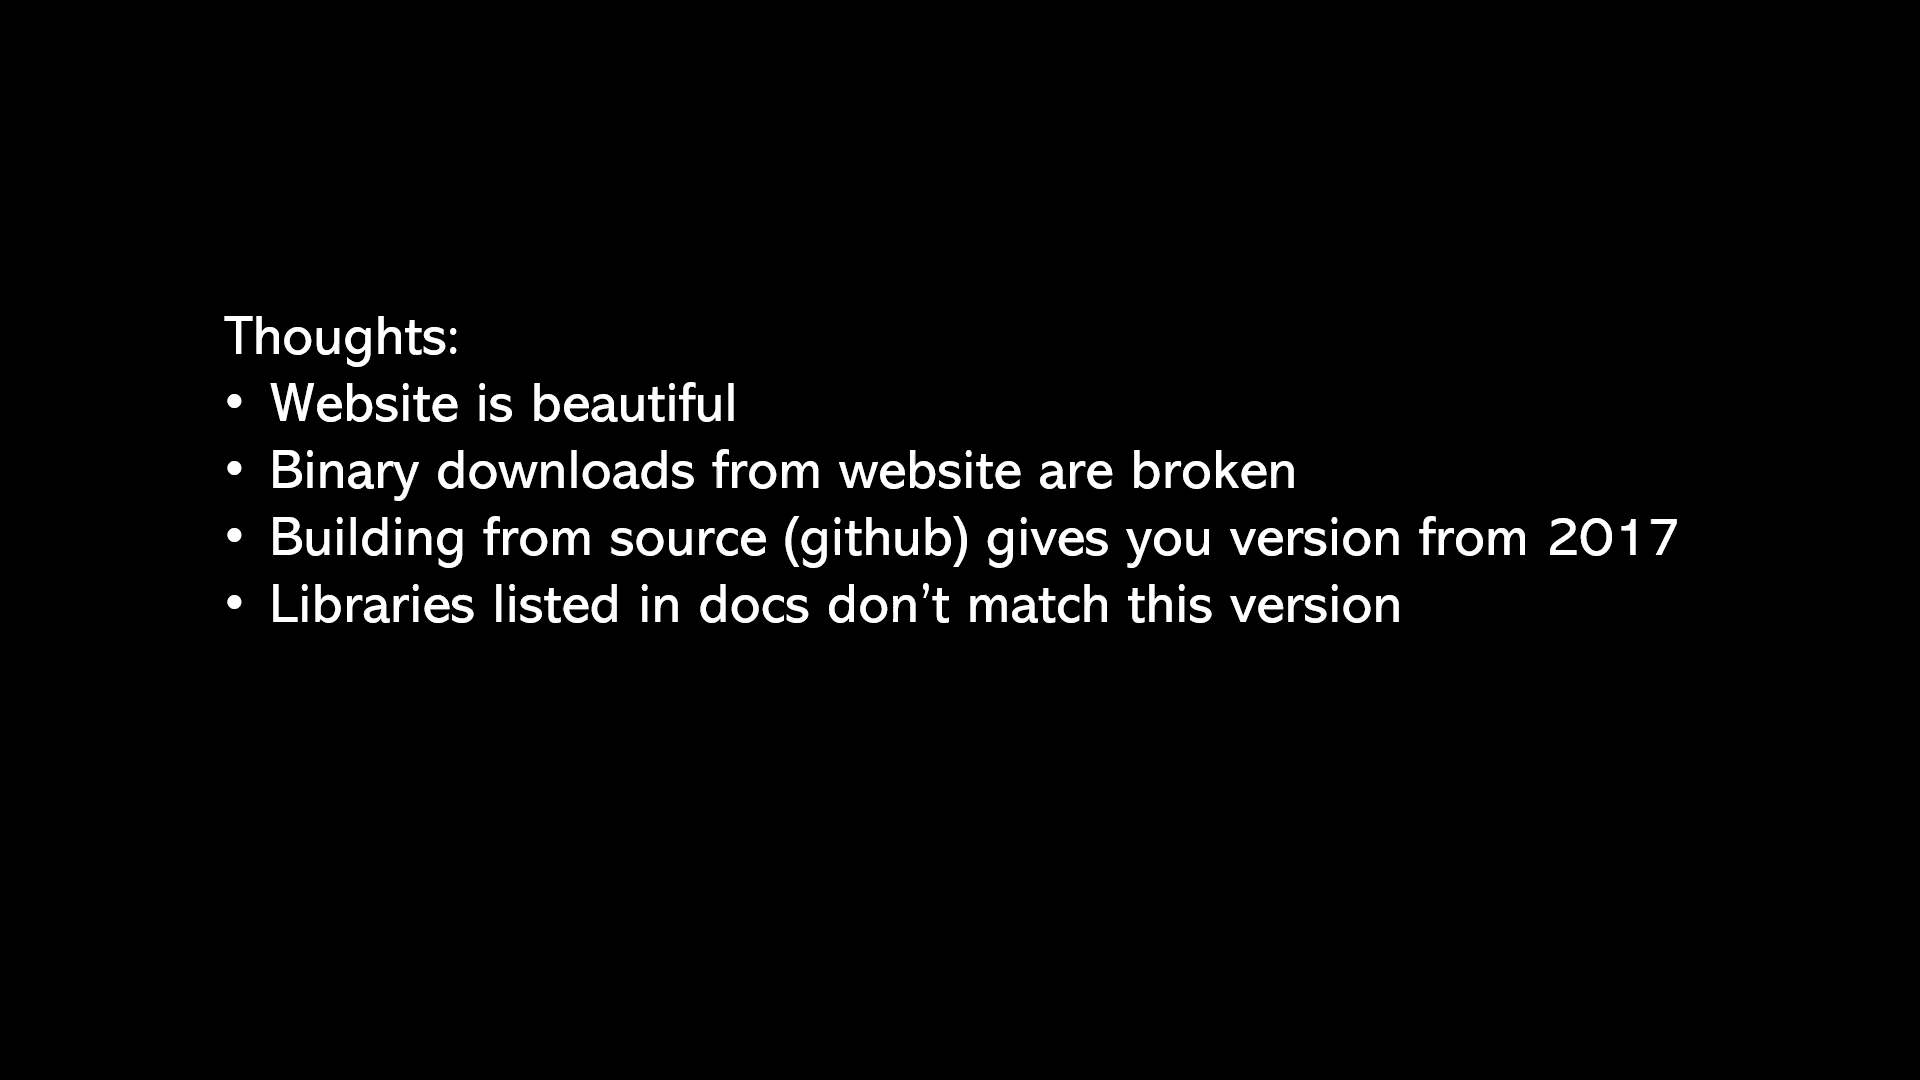 Thoughts:
• Website is beautiful
• Binary downloads from website are broken
• Building from source (github) gives you version from 2017
• Libraries listed in docs don’t match this version